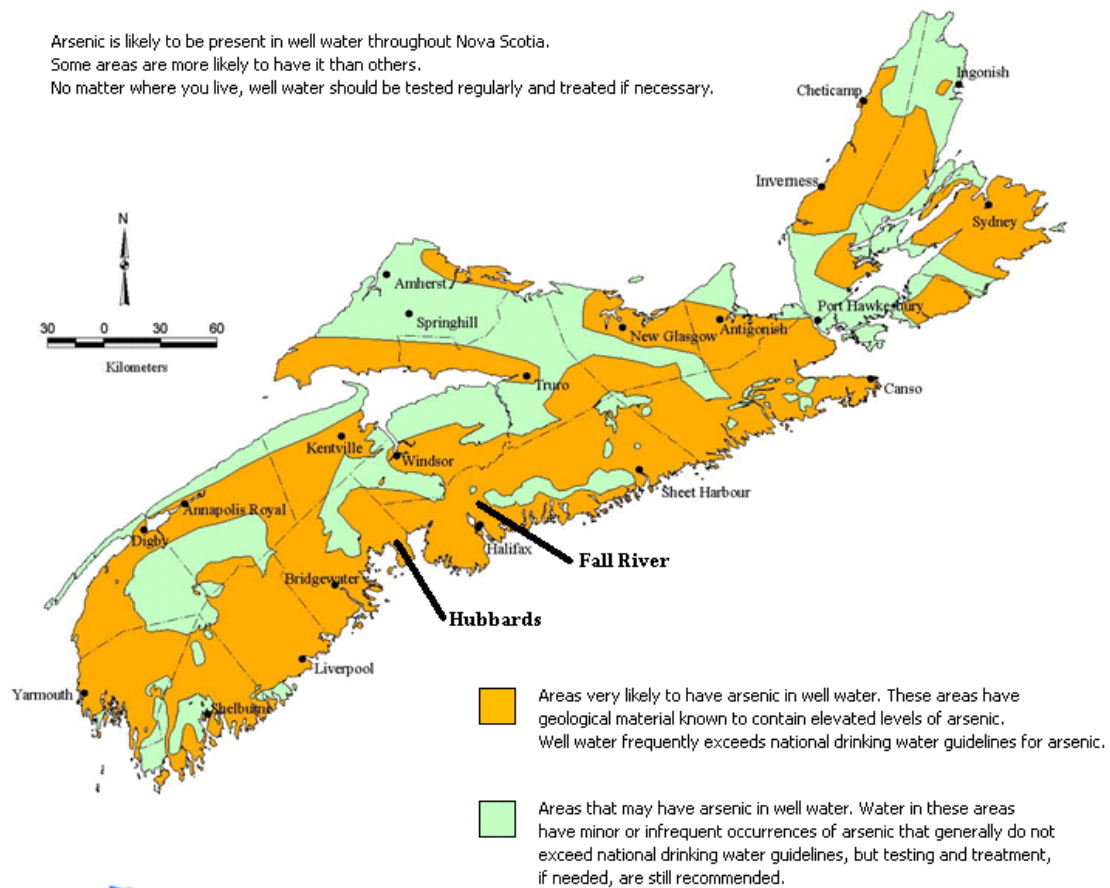 Arsenic is likely to be present in well water throughout Nova Scotia.
Some areas are more likely to have it than others.
No matter where you live, well water should be tested regularly and treated if necessary.
Ingonish
Cheticamp
Inverness
Sydney
N
Amherst
Port Hawkesbury
Springhill
New Glasgow
Antigonish
30 0 30 60
Kilometers
Truro
Canso
Kentville
Windsor
Sheet Harbour
Annapolis Royal
Digby
Halifax
Fall River
Bridgewater
Hubbards
Liverpool
Yarmouth
Shelburne
Areas very likely to have arsenic in well water. These areas have
geological material known to contain elevated levels of arsenic.
Well water frequently exceeds national drinking water guidelines for arsenic.
Areas that may have arsenic in well water. Water in these areas
have minor or infrequent occurrences of arsenic that generally do not
exceed national drinking water guidelines, but testing and treatment,
if needed, are still recommended.